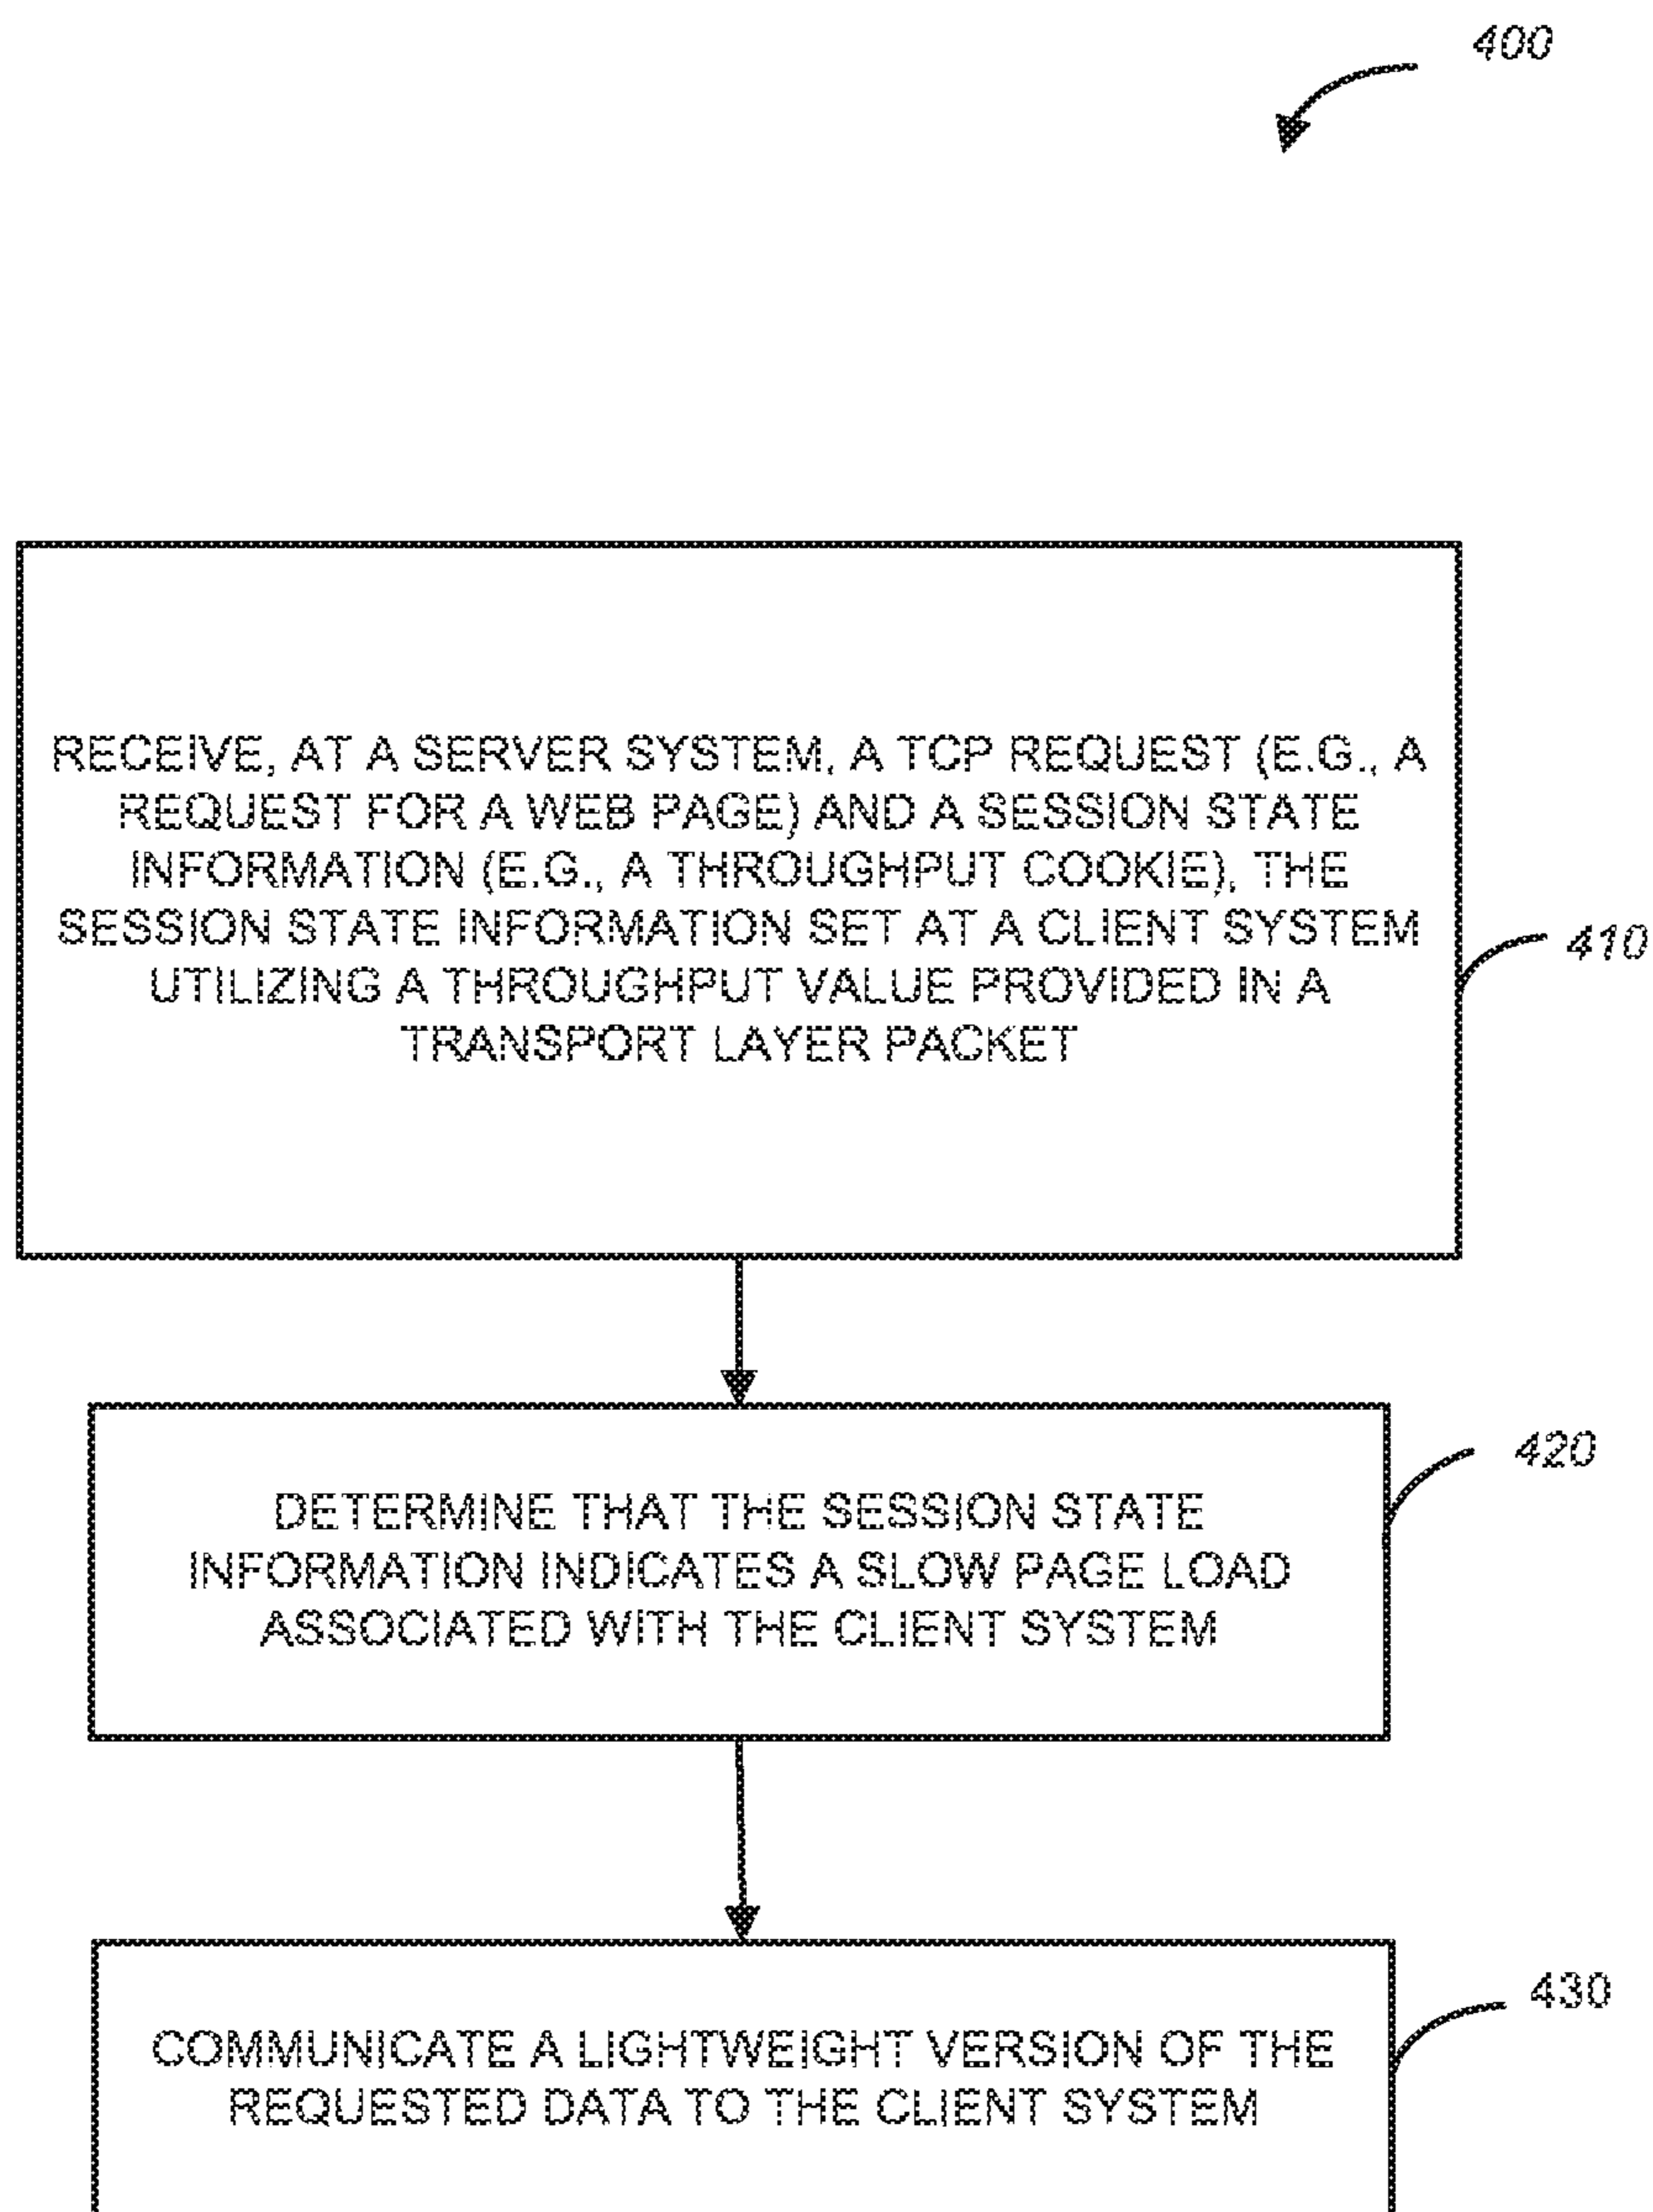 400
RECEIVE, AT A SERVER SYSTEM, A TCP REQUEST (E.G., A
REQUEST FOR A WEB PAGE) AND A SESSION STATE
INFORMATION (E.G., A THROUGHPUT COOKIE), THE
SESSION STATE INFORMATION SET AT A CLIENT SYSTEM
UTILIZING A THROUGHPUT VALUE PROVIDED IN A
TRANSPORT LAYER PACKET
410
DETERMINE THAT THE SESSION STATE
INFORMATION INDICATES A SLOW PAGE LOAD
ASSOCIATED WITH THE CLIENT SYSTEM
420
COMMUNICATE A LIGHTWEIGHT VERSION OF THE
REQUESTED DATA TO THE CLIENT SYSTEM
430